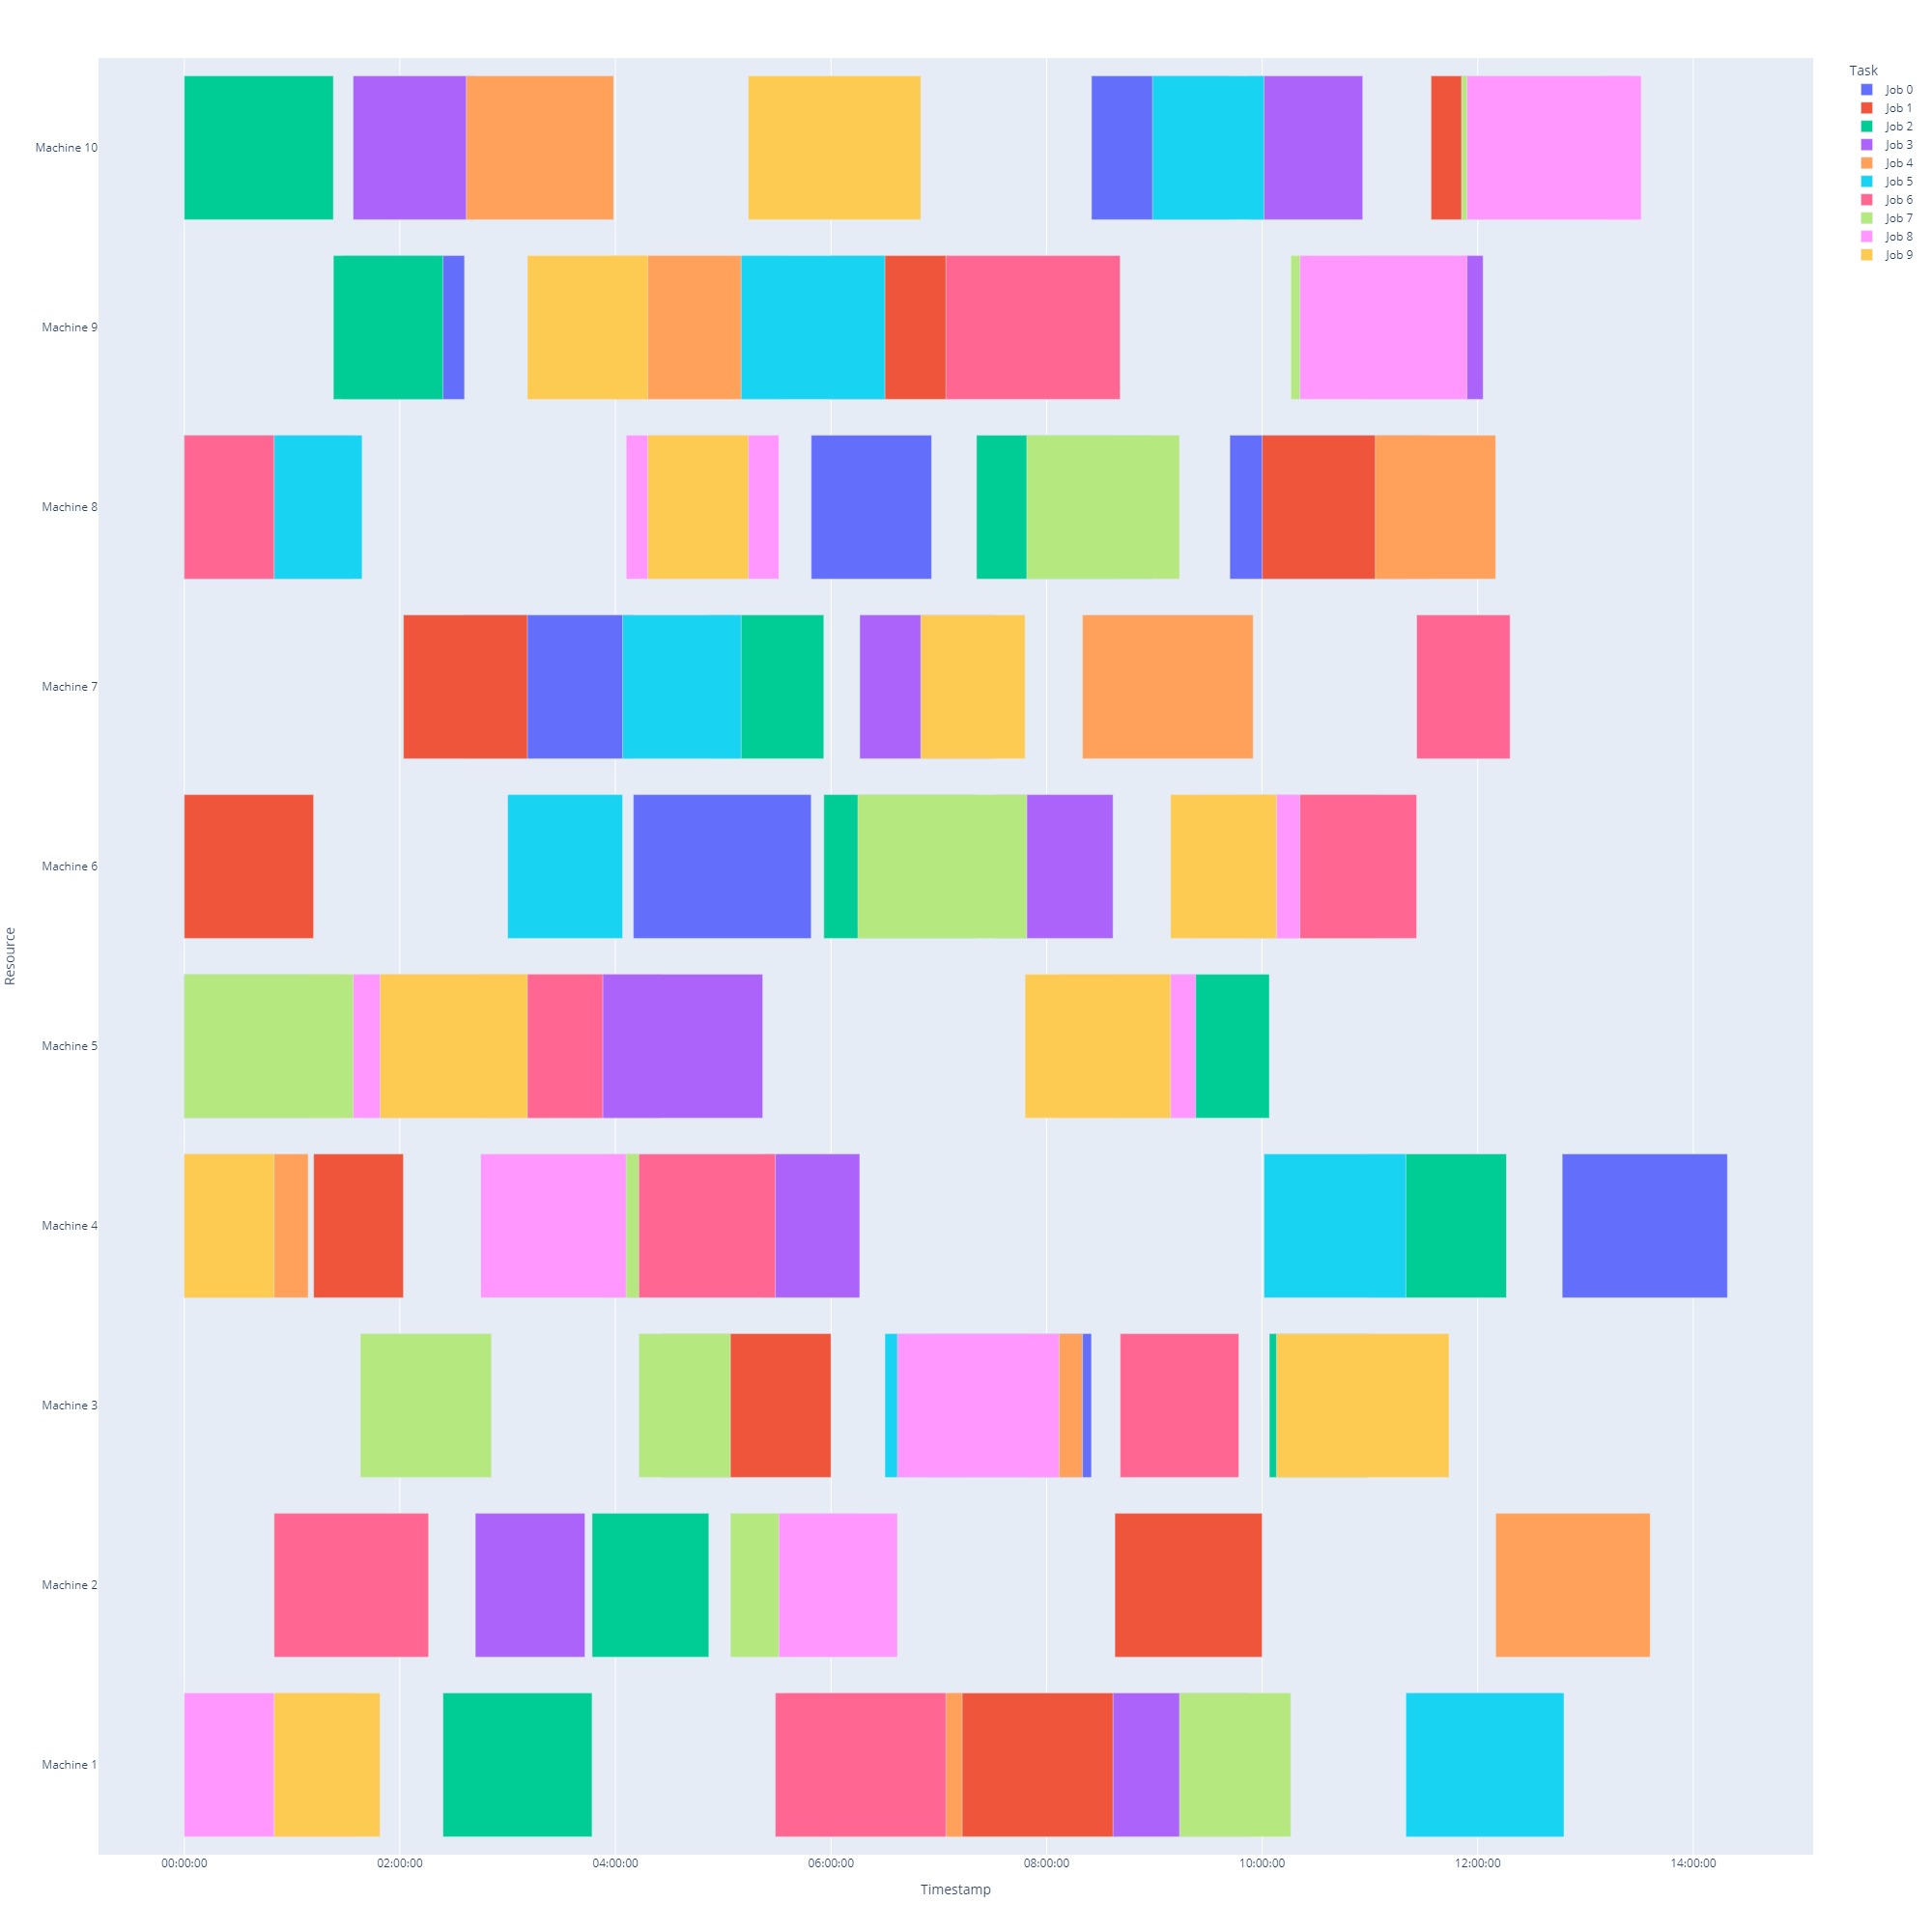 Task
Job 0
Job 1
Job 2
Job 3
Job 4
Job 5
Job 6
Job 7
Job 8
Job 9
Machine 10
Machine 9
Machine 8
Machine 7
Machine 6
Machine 5
Machine 4
Machine 3
Machine 2
Machine 1
Resource
00:00:00 02:00:00 04:00:00 06:00:00 08:00:00 10:00:00 12:00:00 14:00:00
Timestamp